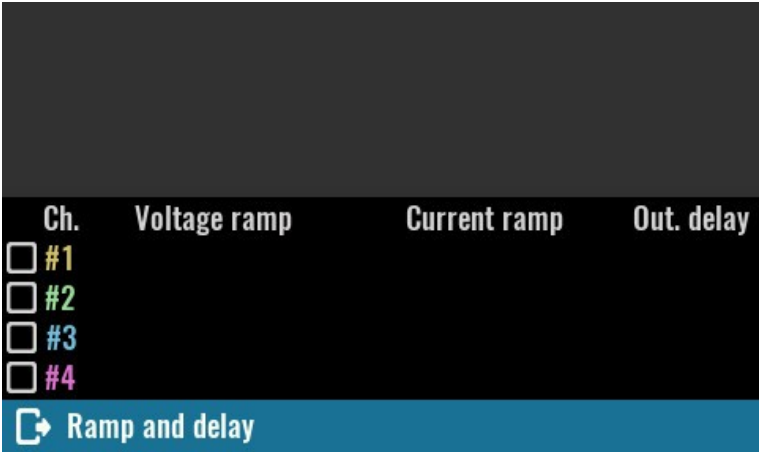 Ch. Voltage ramp Current ramp Out. delay
#1
#2
#3
#4
Ramp and delay